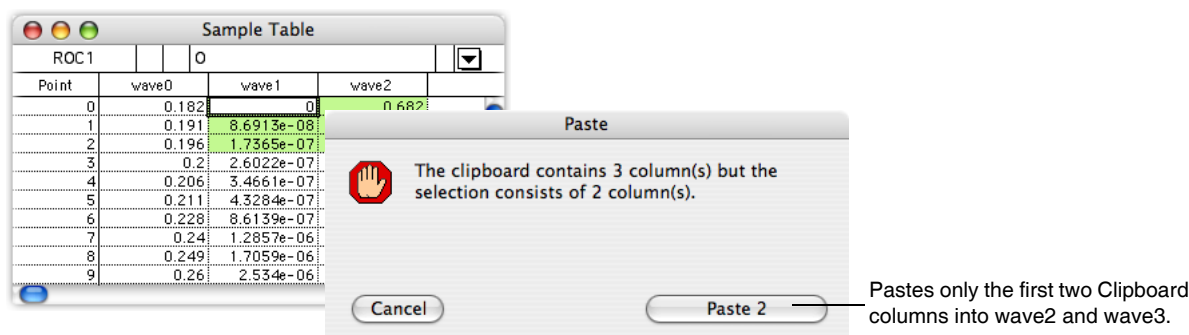 Sample Table
R0C1 0
Point wave0 wave1 wave2
0 0.182 0 0.682
1 0.191 8.6913e-08
2 0.196 1.7365e-07
3 0.2 2.6022e-07
4 0.206 3.4661e-07
5 0.211 4.3284e-07
6 0.228 8.6139e-07
7 0.24 1.2857e-06
8 0.249 1.7059e-06
9 0.26 2.534e-06
Paste
The clipboard contains 3 column(s) but the
selection consists of 2 column(s).
Cancel Paste 2
Pastes only the first two Clipboard
columns into wave2 and wave3.